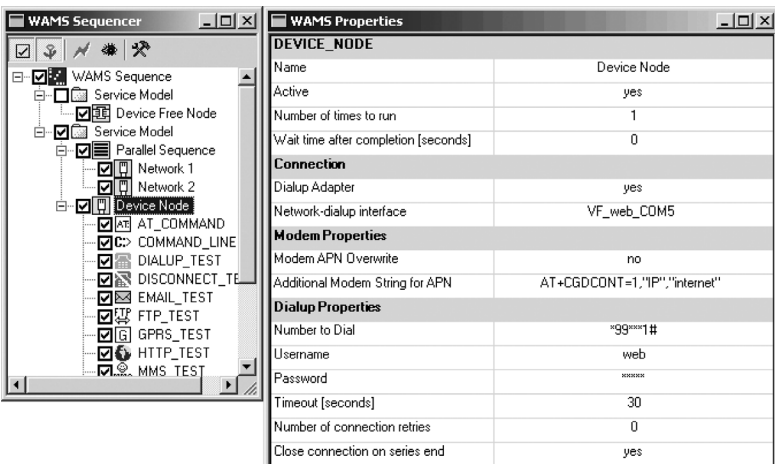 WAMS Sequencer
WAMS Sequence
Service Model
Device Free Node
Service Model
Parallel Sequence
Network 1
Network 2
Device Node
AT AT_COMMAND
C:> COMMAND_LINE
DIALUP_TEST
DISCONNECT_TE
EMAIL_TEST
FTP FTP_TEST
G GPRS_TEST
HTTP_TEST
MMS_TEST
WAMS Properties
DEVICE_NODE
Name Device Node
Active yes
Number of times to run 1
Wait time after completion [seconds] 0
Connection
Dialup Adapter yes
Network-dialup interface VF_web_COM5
Modem Properties
Modem APN Overwrite no
Additional Modem String for APN AT+CGDCONT=1,"IP","internet"
Dialup Properties
Number to Dial *99***1#
Username web
Password *****
Timeout [seconds] 30
Number of connection retries 0
Close connection on series end yes